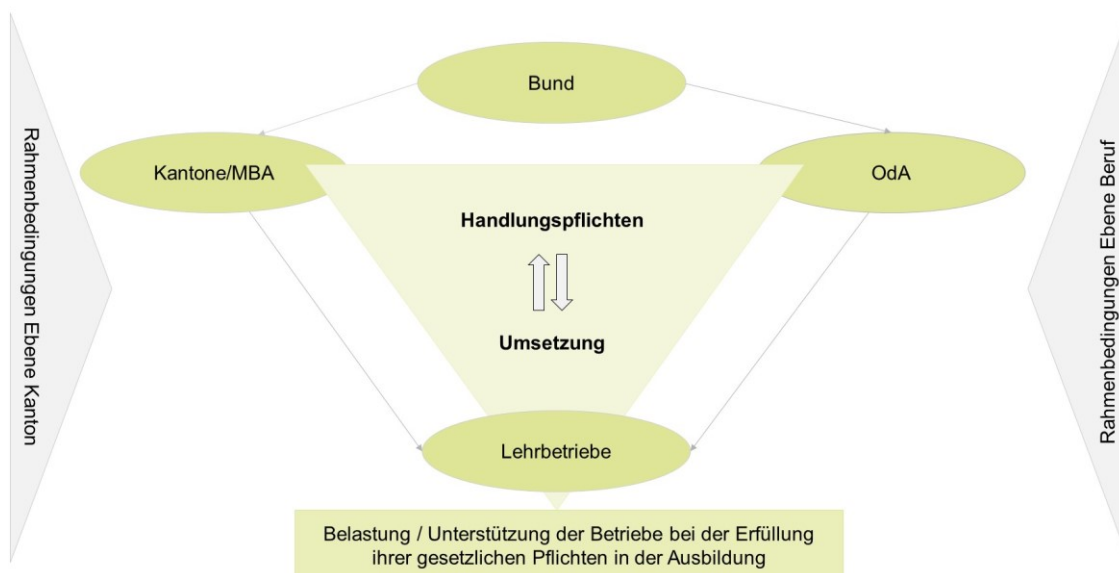 Bund
Kantone/MBA
OdA
Handlungspflichten
Umsetzung
Lehrbetriebe
Belastung / Unterstützung der Betriebe bei der Erfüllung
ihrer gesetzlichen Pflichten in der Ausbildung
Rahmenbedingungen Ebene Kanton
Rahmenbedingungen Ebene Beruf